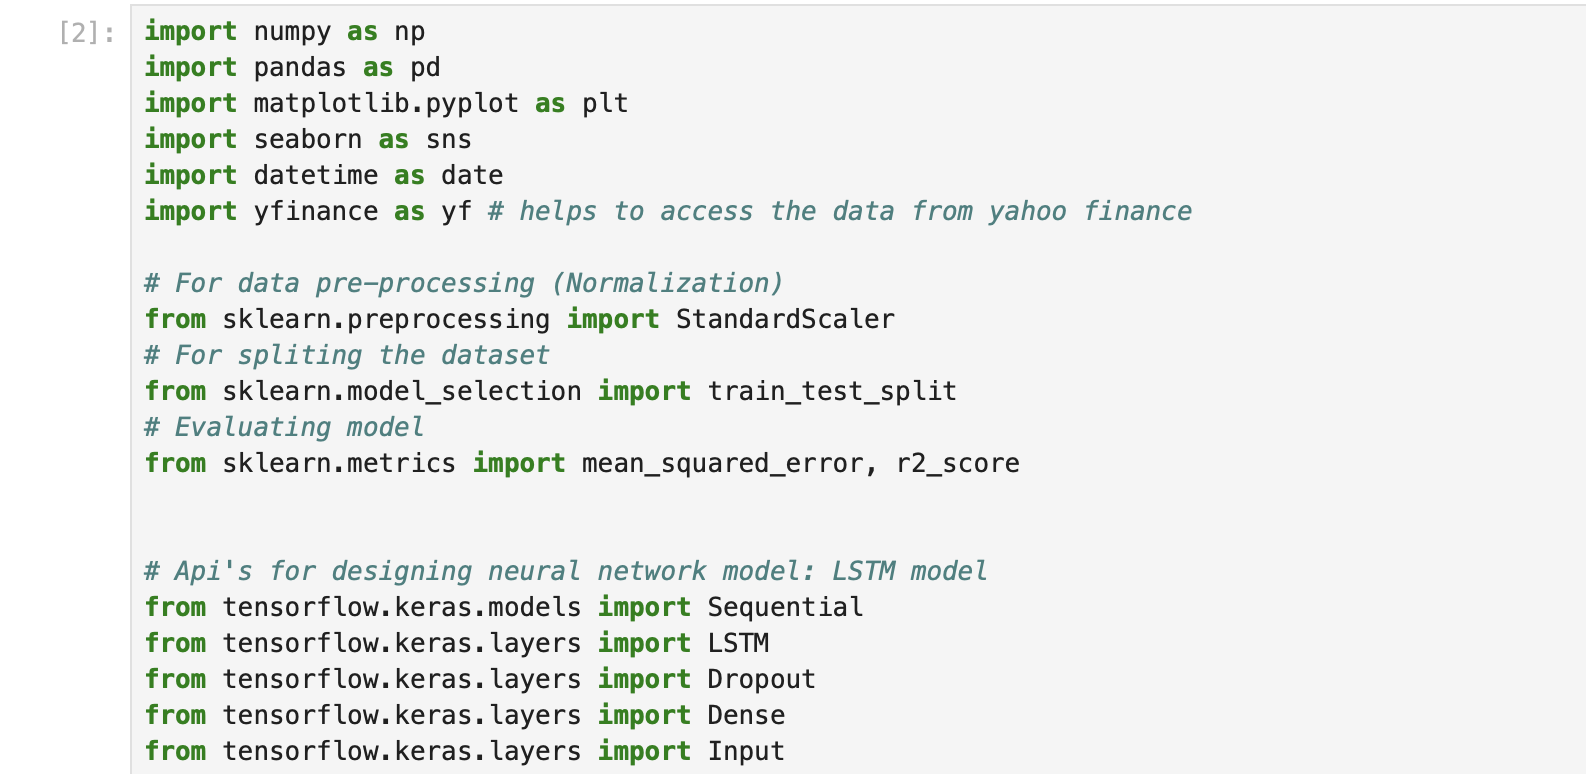 [2]:
import numpy as np
import pandas as pd
import matplotlib.pyplot as plt
import seaborn as sns
import datetime as date
import yfinance as yf # helps to access the data from yahoo finance
# For data pre-processing (Normalization)
from sklearn.preprocessing import StandardScaler
# For spliting the dataset
from sklearn.model_selection import train_test_split
# Evaluating model
from sklearn.metrics import mean_squared_error, r2_score
# Api's for designing neural network model: LSTM model
from tensorflow.keras.models import Sequential
from tensorflow.keras.layers import LSTM
from tensorflow.keras.layers import Dropout
from tensorflow.keras.layers import Dense
from tensorflow.keras.layers import Input